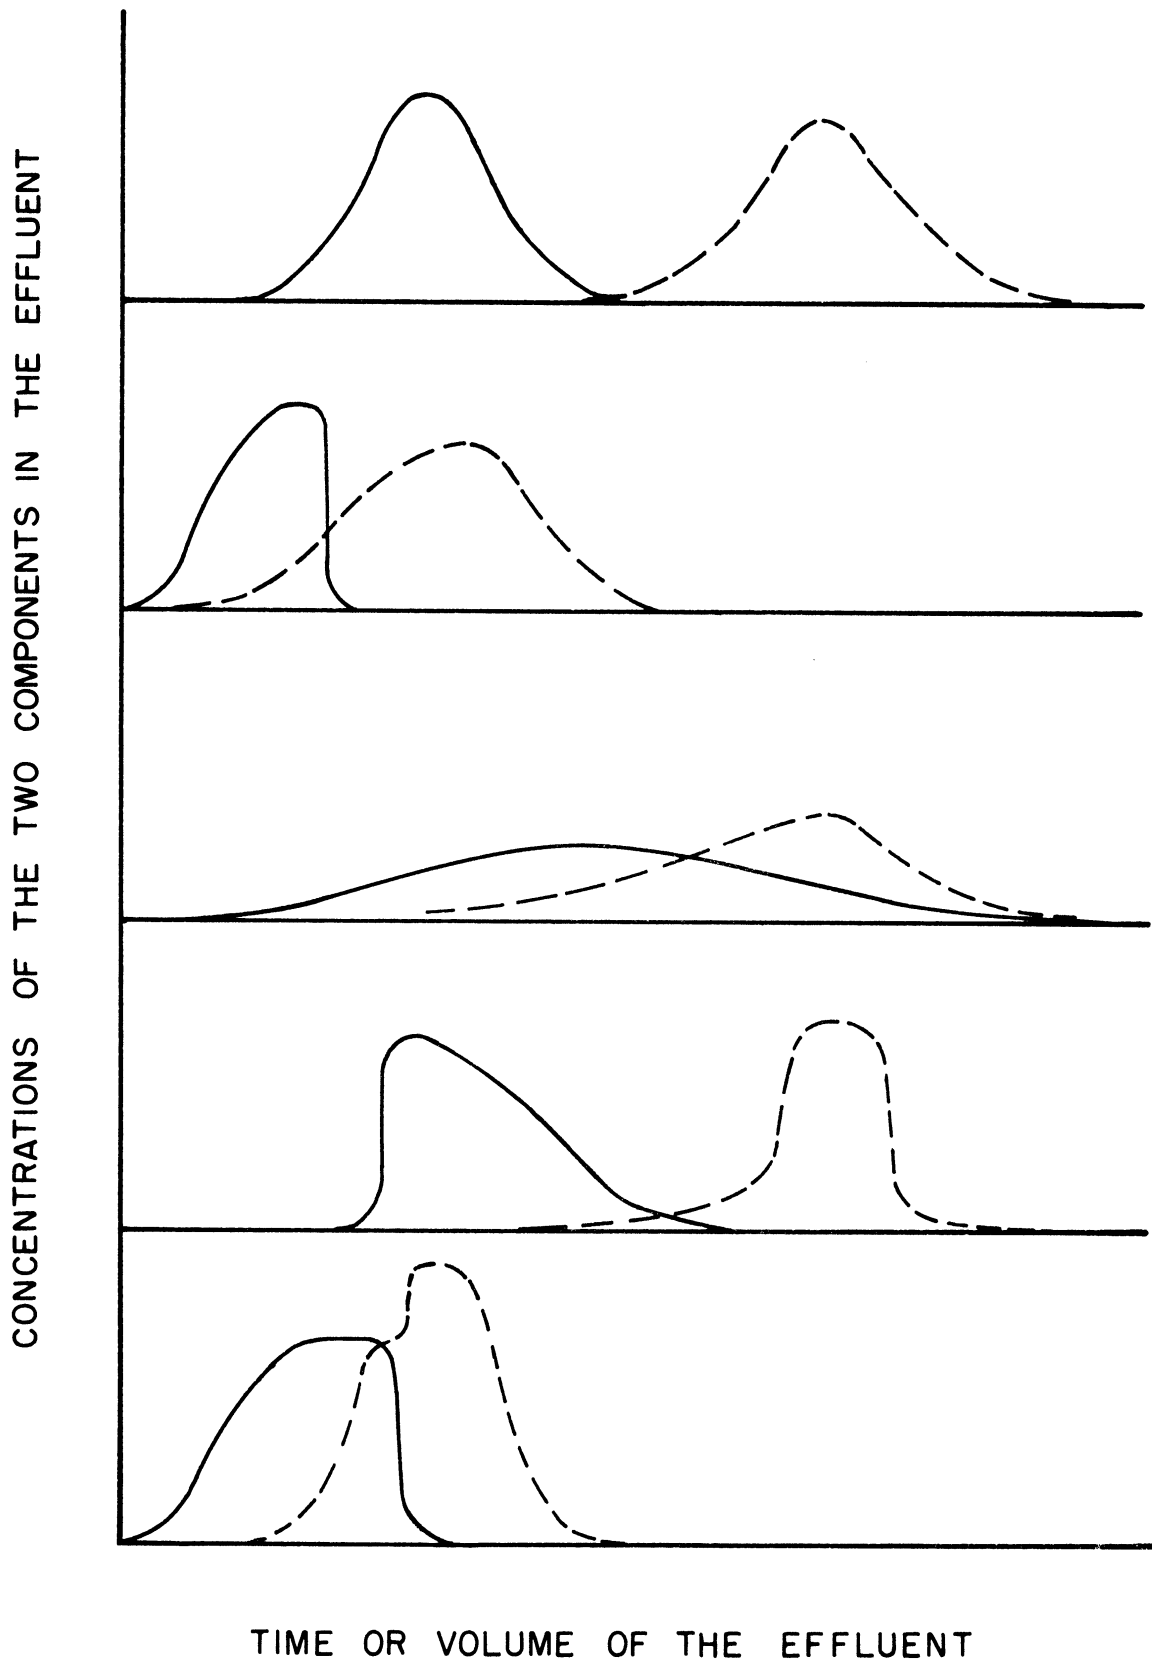 CONCENTRATIONS OF THE TWO COMPONENTS IN THE EFFLUENT
TIME OR VOLUME OF THE EFFLUENT